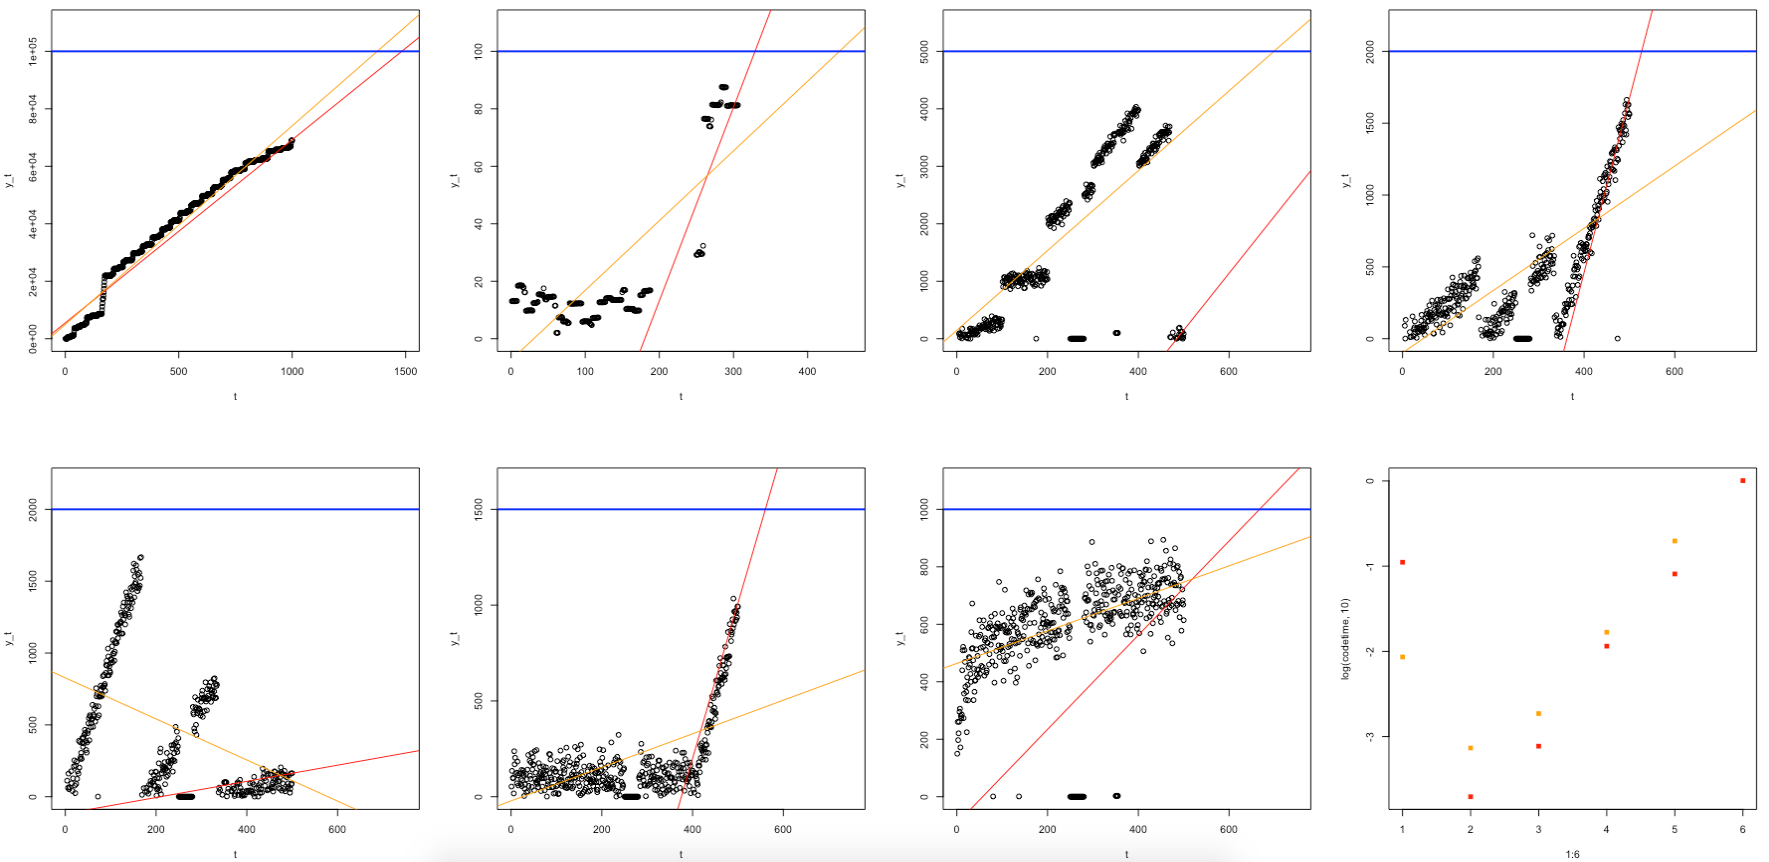 y_t
0e+00 2e+04 4e+04 6e+04 8e+04 1e+05
0 500 1000 1500
t
y_t
0 20 40 60 80 100
0 100 200 300 400
t
y_t
0 1000 2000 3000 4000 5000
0 200 400 600
t
y_t
0 500 1000 1500 2000
0 200 400 600
t
y_t
0 500 1000 1500 2000
0 200 400 600
t
y_t
0 500 1000 1500
0 200 400 600
t
y_t
0 200 400 600 800 1000
0 200 400 600
t
log(codtime, 10)
-3 -2 -1 0
1 2 3 4 5 6
1:6